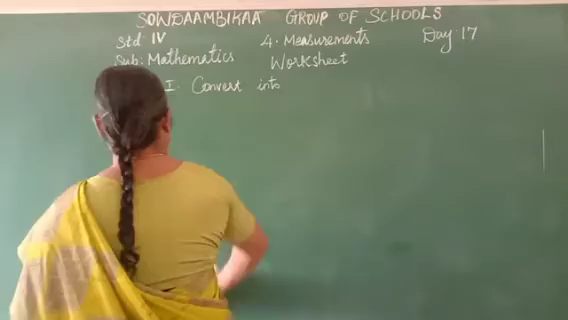 SOWDAAMBIKAA GROUP OF SCHOOLS
Std IV 4. Measurements Day: 17
Sub: Mathematics Worksheet
I. Convert into